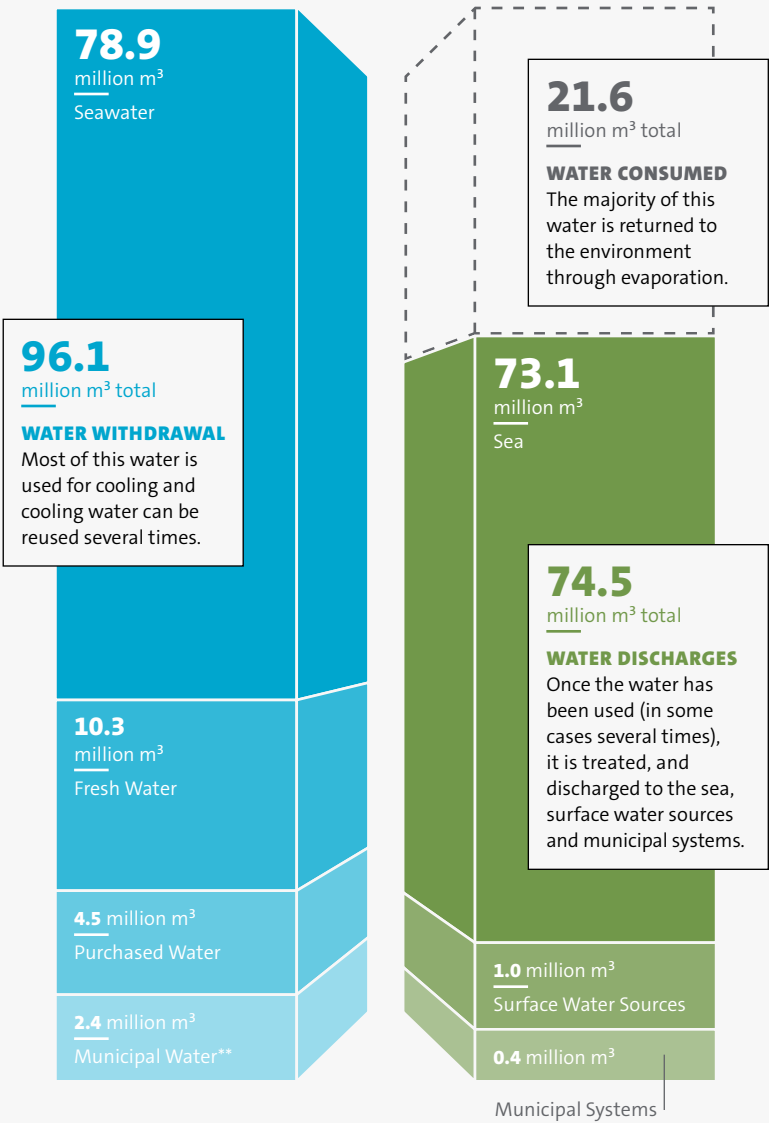 78.9
million m³
Seawater
96.1
million m³ total
WATER WITHDRAWAL
Most of this water is
used for cooling and
cooling water can be
reused several times.
10.3
million m³
Fresh Water
4.5 million m³
Purchased Water
2.4 million m³
Municipal Water**
21.6
million m³ total
WATER CONSUMED
The majority of this
water is returned to
the environment
through evaporation.
73.1
million m³
Sea
74.5
million m³ total
WATER DISCHARGES
Once the water has
been used (in some
cases several times),
it is treated, and
discharged to the sea,
surface water sources
and municipal systems.
1.0 million m³
Surface Water Sources
0.4 million m³
Municipal Systems